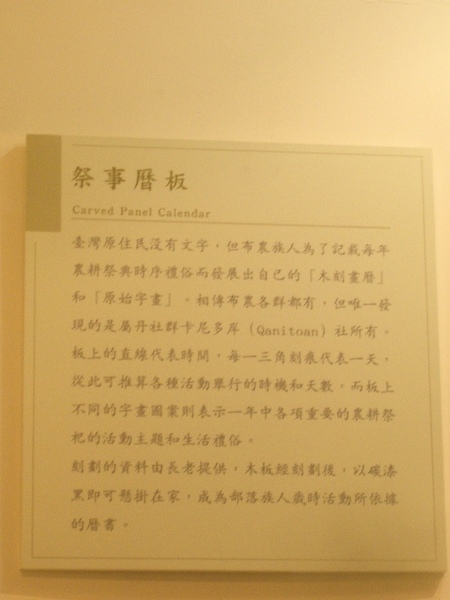 祭事曆板
Carved Panel Calendar
臺灣原住民沒有文字，但布農族人為了記載每年
農耕祭典時序禮俗而發展出自己的「木刻畫曆」
和「原始字畫」。相傳布農各群都有，但唯一發
現的是屬丹社群卡尼多岸（Qanitoan）社所有。
板上的直線代表時間，每一三角刻痕代表一天，
從此可推算各種活動舉行的時機和天數，而板上
不同的字畫圖案則表示一年中各項重要的農耕祭
祀的活動主題和生活禮俗。
刻劃的資料由長老提供，木板經刻劃後，以碳漆
黑即可懸掛在家，成為部落族人歲時活動所依據
的曆書。